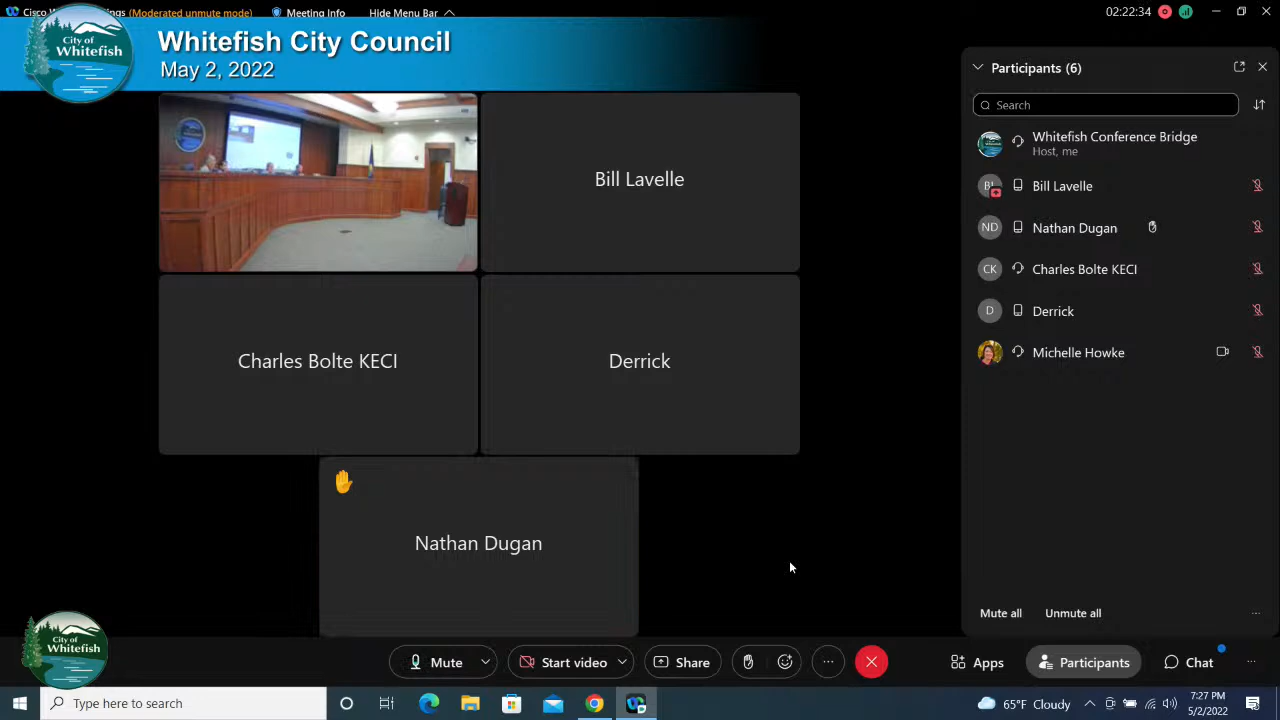 Cisco W
ings
(Moderated unmute mode)
Meeting Info
Hide Menu Bar
02:22:34
City of
Whitefish
Whitefish City Council
May 2, 2022
Bill Lavelle
Charles Bolte KECI
Derrick
Nathan Dugan
Participants (6)
Search
Whitefish Conference Bridge
Host, me
BL
Bill Lavelle
ND
Nathan Dugan
CK
Charles Bolte KECI
D
Derrick
Michelle Howke
Mute all
Unmute all
City of
Whitefish
Mute
Start video
Share
Apps
Participants
Chat
Type here to search
65°F Cloudy
7:27 PM
5/2/2022